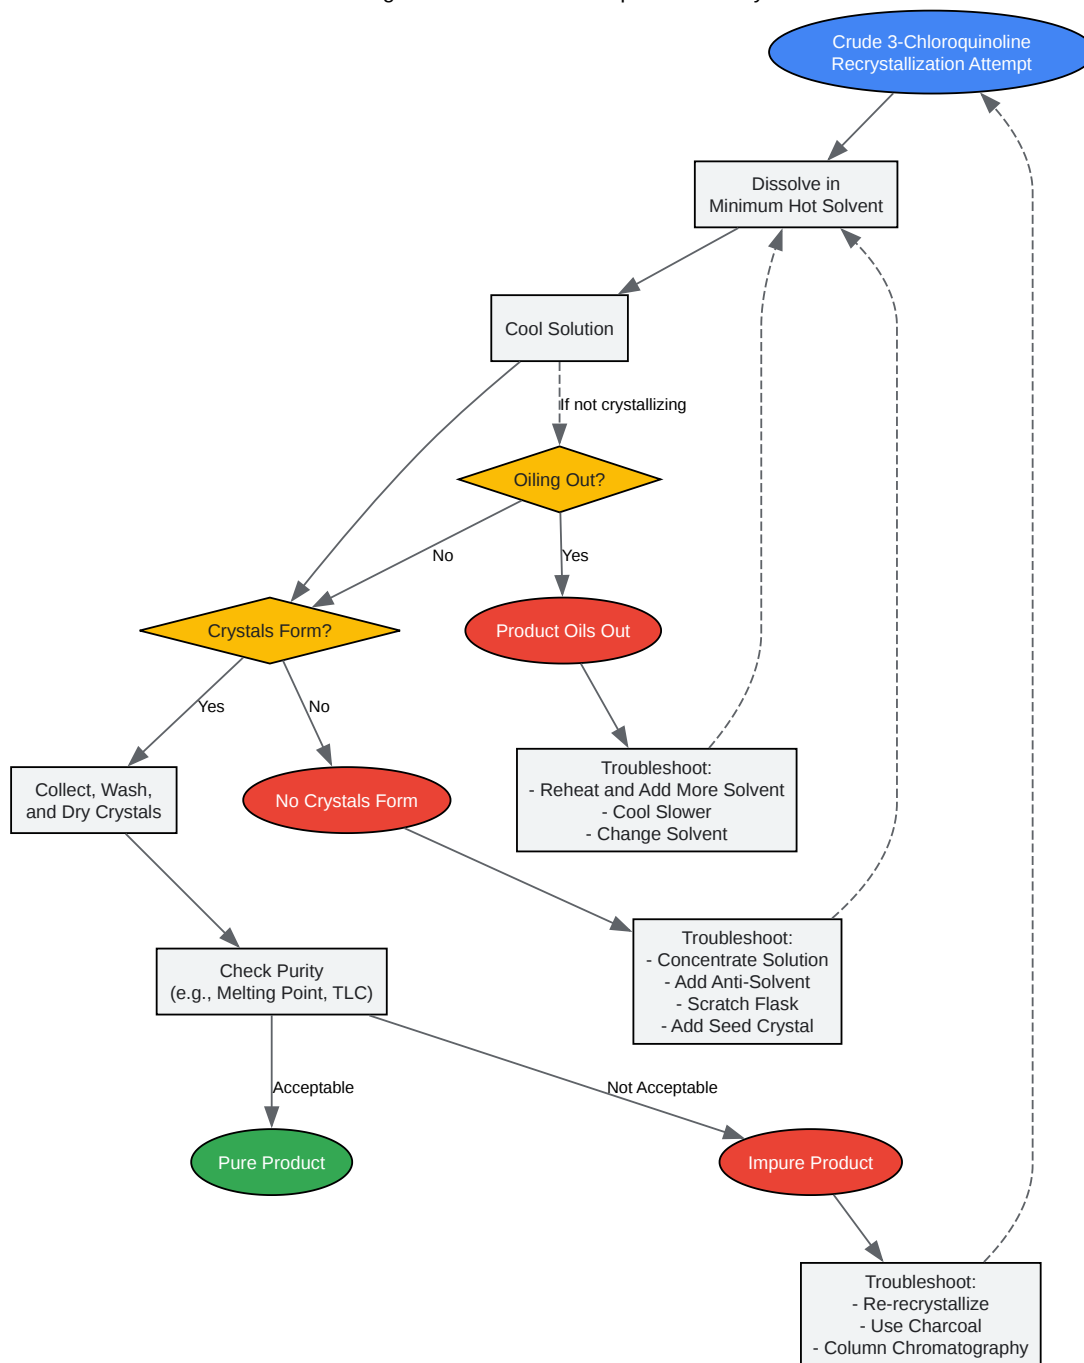 Crude 3-Chloroquinoline
Recrystallization Attempt
Dissolve in
Minimum Hot Solvent
Cool Solution
If not crystallizing
Oiling Out?
No
Yes
Crystals Form?
Product Oils Out
Yes
No
Troubleshoot:
- Reheat and Add More Solvent
- Cool Slower
- Change Solvent
Collect, Wash,
and Dry Crystals
No Crystals Form
Troubleshoot:
- Concentrate Solution
- Add Anti-Solvent
- Scratch Flask
- Add Seed Crystal
Check Purity
(e.g., Melting Point, TLC)
Acceptable
Not Acceptable
Pure Product
Impure Product
Troubleshoot:
- Re-recrystallize
- Use Charcoal
- Column Chromatography